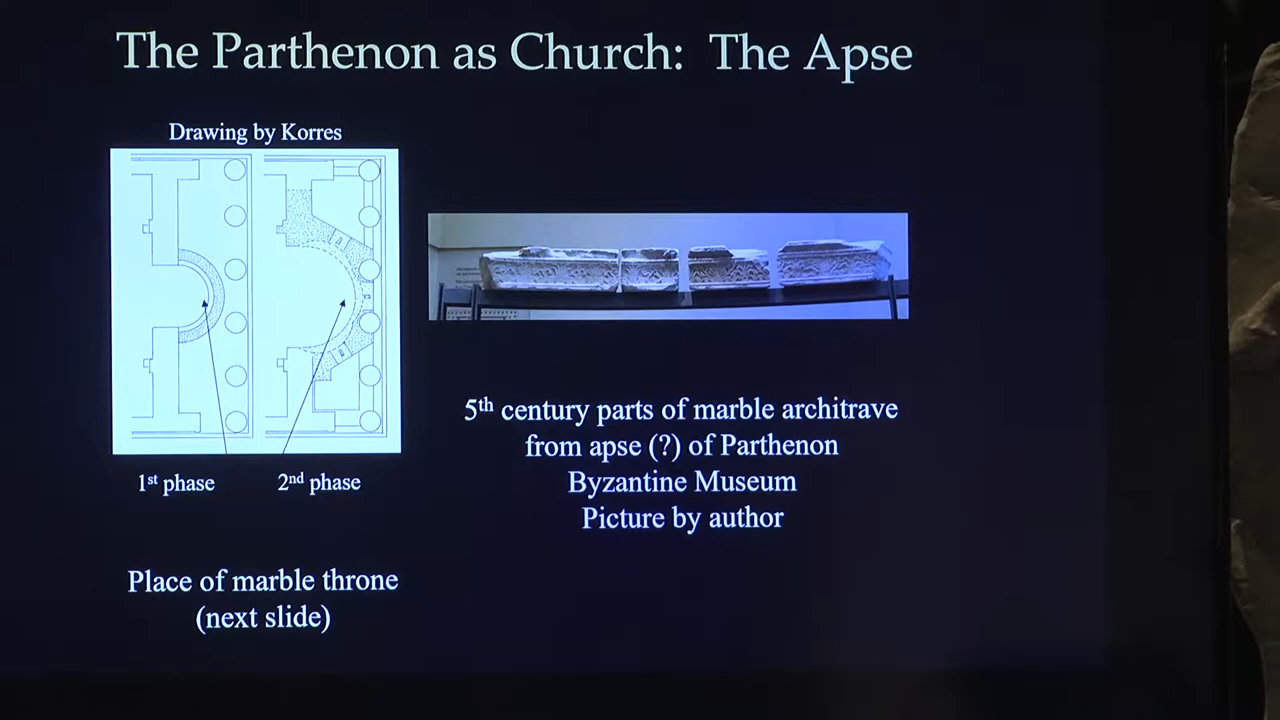 The Parthenon as Church: The Apse
Drawing by Korres
1st phase
2nd phase
Place of marble throne
(next slide)
5th century parts of marble architrave
from apse (?) of Parthenon
Byzantine Museum
Picture by author